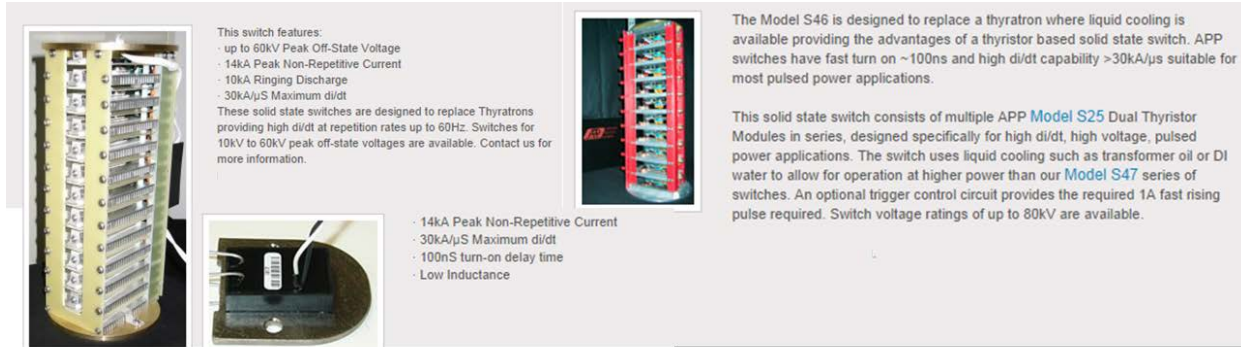 This switch features:
· up to 60kV Peak Off-State Voltage
· 14kA Peak Non-Repetitive Current
· 10kA Ringing Discharge
· 30kA/µS Maximum di/dt
These solid state switches are designed to replace Thyratrons
providing high di/dt at repetition rates up to 60Hz. Switches for
10kV to 60kV peak off-state voltages are available. Contact us for
more information.
· 14kA Peak Non-Repetitive Current
· 30kA/µS Maximum di/dt
· 100nS turn-on delay time
· Low Inductance
The Model S46 is designed to replace a thyratron where liquid cooling is
available providing the advantages of a thyristor based solid state switch. APP
switches have fast turn on ~100ns and high di/dt capability >30kA/µs suitable for
most pulsed power applications.
This solid state switch consists of multiple APP Model S25 Dual Thyristor
Modules in series, designed specifically for high di/dt, high voltage, pulsed
power applications. The switch uses liquid cooling such as transformer oil or DI
water to allow for operation at higher power than our Model S47 series of
switches. An optional trigger control circuit provides the required 1A fast rising
pulse required. Switch voltage ratings of up to 80kV are available.